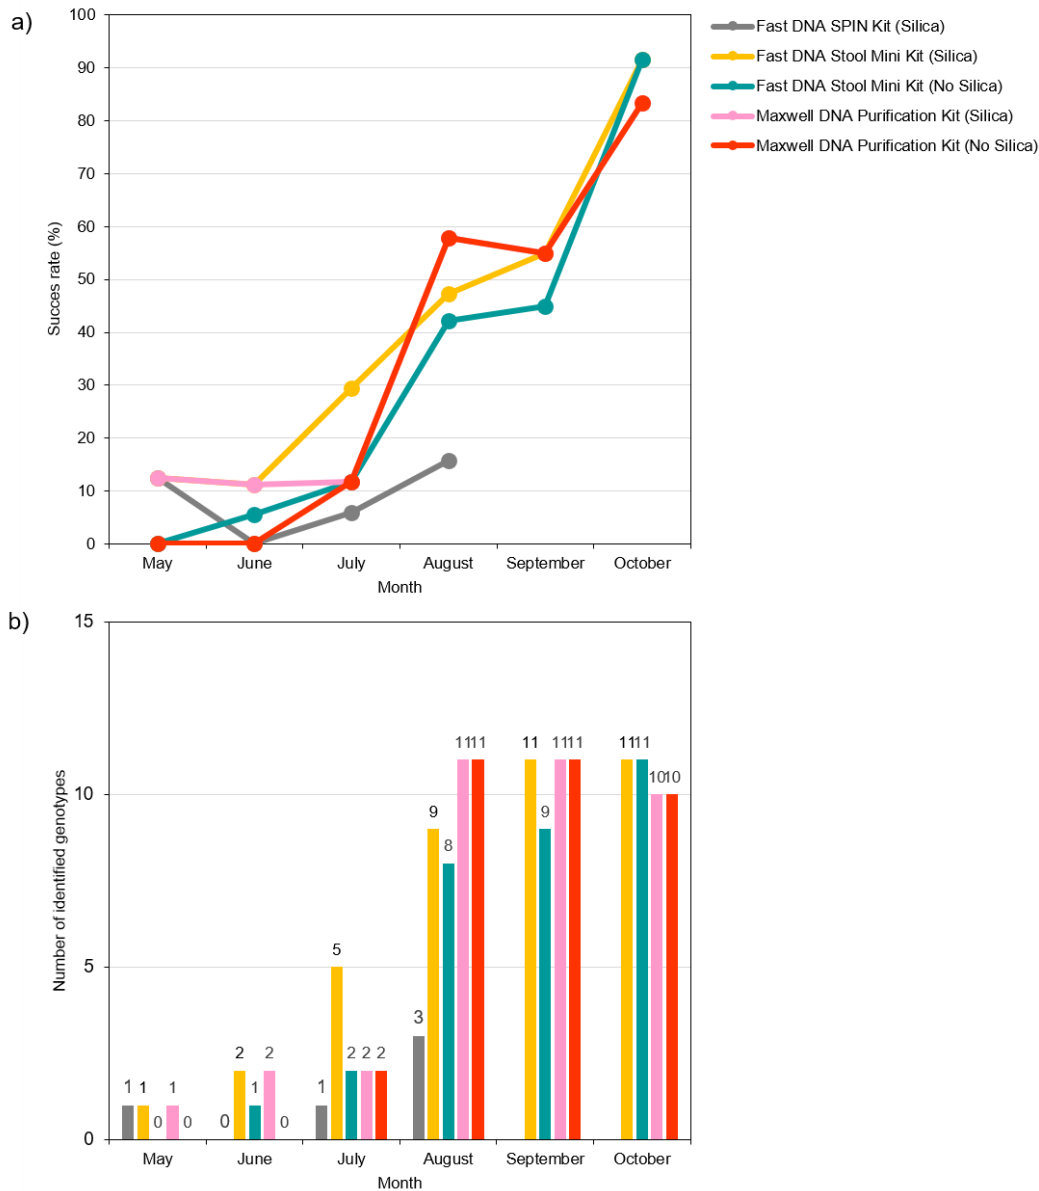 a)
100
90
80
70
60
50
40
30
20
10
0
Succes rate (%)
May June July August September October
Month
Fast DNA SPIN Kit (Silica)
Fast DNA Stool Mini Kit (Silica)
Fast DNA Stool Mini Kit (No Silica)
Maxwell DNA Purification Kit (Silica)
Maxwell DNA Purification Kit (No Silica)
b)
15
10
5
0
Number of identified genotypes
1 1 0 1 0
0 2 1 2 0
1 5 2 2 2
3 9 8 11 11
11 9 11 11
11 11 10 10
May June July August September October
Month